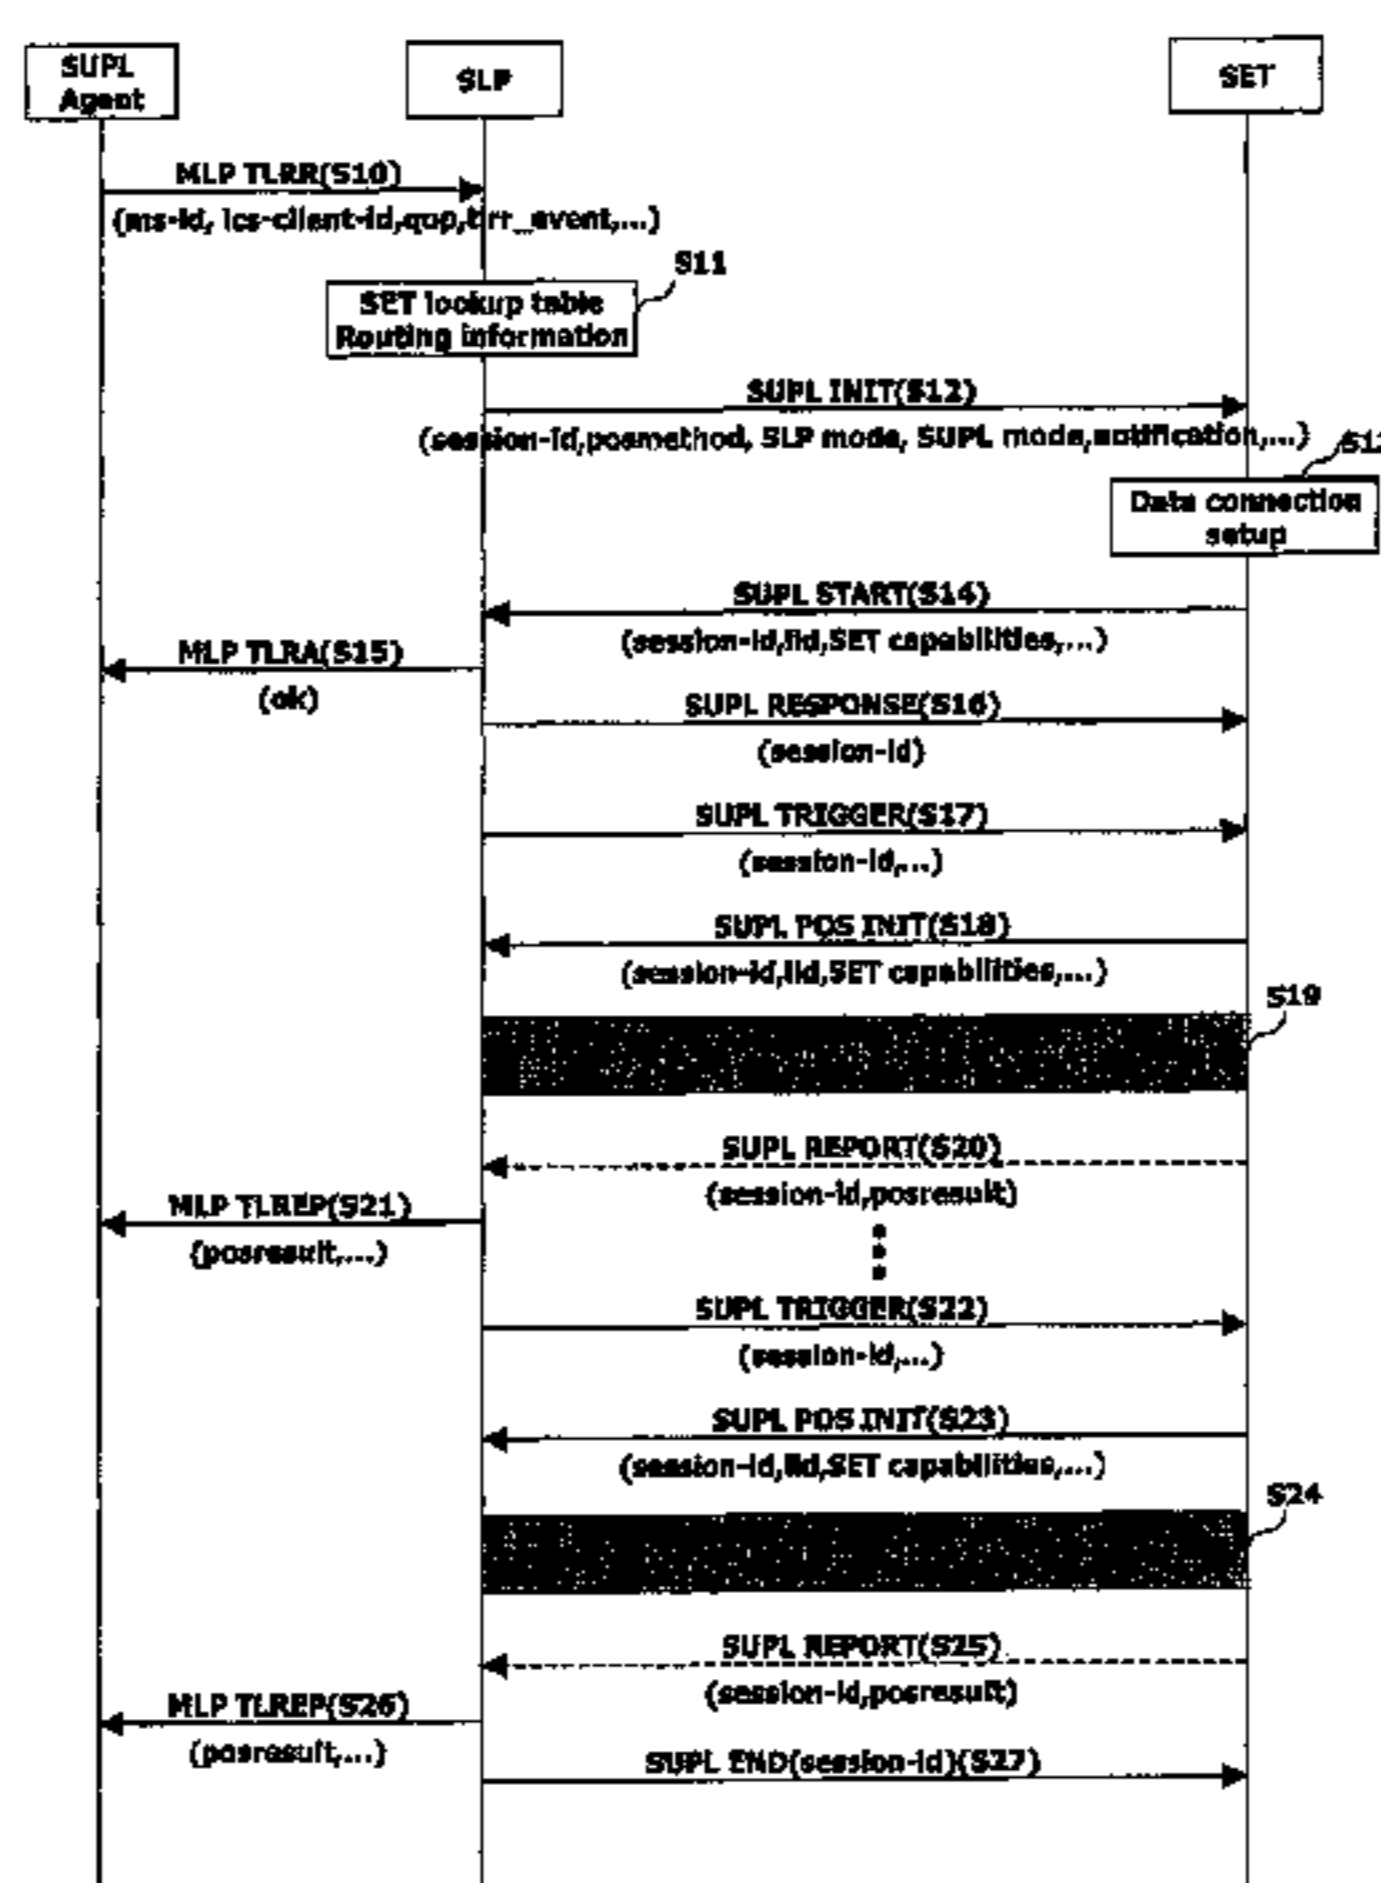 SUPL
Agent
SLP
SET
MLP TLRR(S10)
(ms-id, lcs-client-id,qop,tlrr_event,...)
S11
SET lookup table
Routing information
SUPL INIT(S12)
(session-id,posmethod, SLP mode, SUPL mode,notification,...)
Data connection
setup
SUPL START(S14)
(session-id,lid,SET capabilities,...)
MLP TLRA(S15)
(ok)
SUPL RESPONSE(S16)
(session-id)
SUPL TRIGGER(S17)
(session-id,...)
SUPL POS INIT(S18)
(session-id,lid,SET capabilities,...)
S19
SUPL REPORT(S20)
(session-id,posresult)
MLP TLREP(S21)
(posresult,...)
SUPL TRIGGER(S22)
(session-id,...)
SUPL POS INIT(S23)
(session-id,lid,SET capabilities,...)
S24
SUPL REPORT(S25)
(session-id,posresult)
MLP TLREP(S26)
(posresult,...)
SUPL END(session-id)(S27)